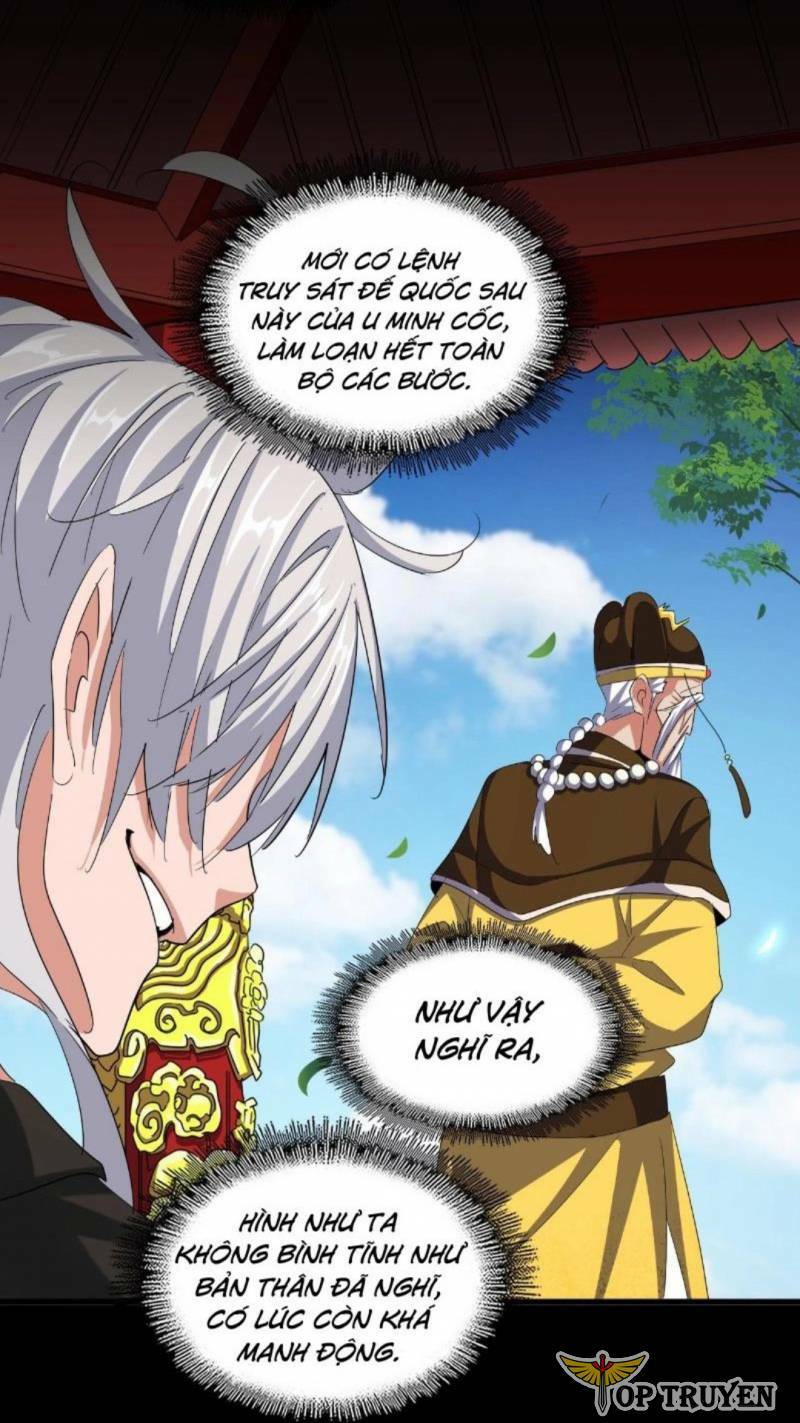 MỚI CÓ LỆNH
TRUY SÁT ĐẾ QUỐC SAU
NÀY CỦA U MINH CỐC,
LÀM LOẠN HẾT TOÀN
BỘ CÁC BƯỚC.
NHƯ VẬY
NGHĨ RA,
HÌNH NHƯ TA
KHÔNG BÌNH TĨNH NHƯ
BẢN THÂN ĐÃ NGHĨ,
CÓ LÚC CÒN KHÁ
MANH ĐỘNG.
TOP TRUYỆN